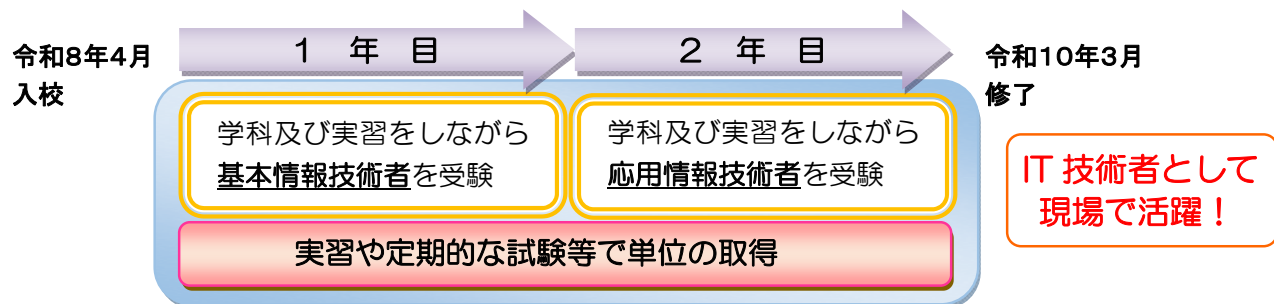 令和8年4月
入校
1 年 目
2 年 目
令和10年3月
修了
学科及び実習をしながら
基本情報技術者を受験
学科及び実習をしながら
応用情報技術者を受験
実習や定期的な試験等で単位の取得
IT 技術者として
現場で活躍！